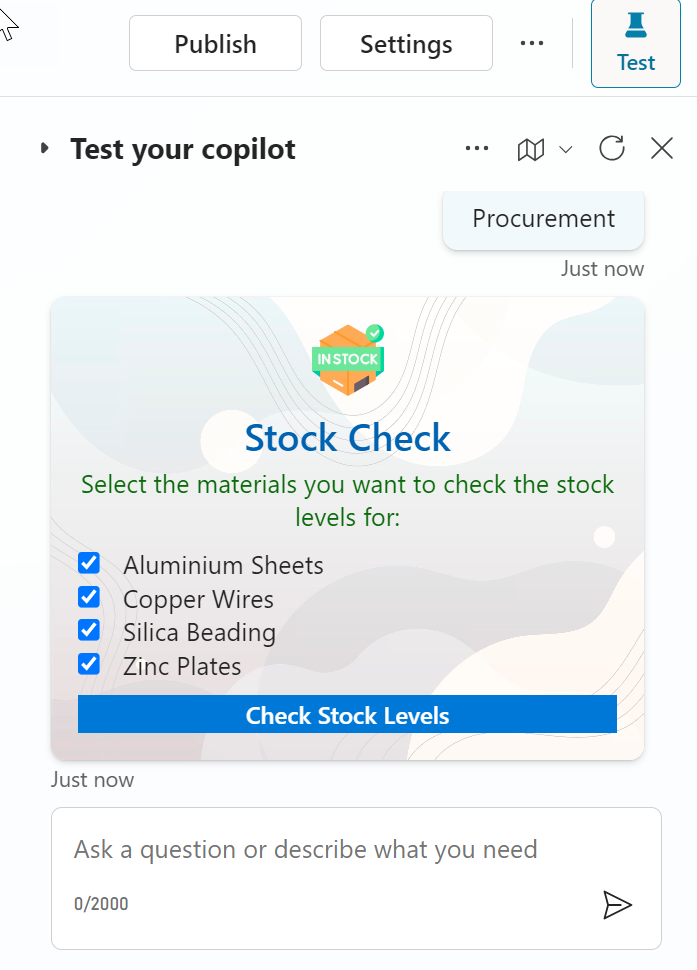 Publish
Settings
Test
Test your copilot
Procurement
Just now
IN STOCK
Stock Check
Select the materials you want to check the stock
levels for:
Aluminium Sheets
Copper Wires
Silica Beading
Zinc Plates
Check Stock Levels
Just now
Ask a question or describe what you need
0/2000